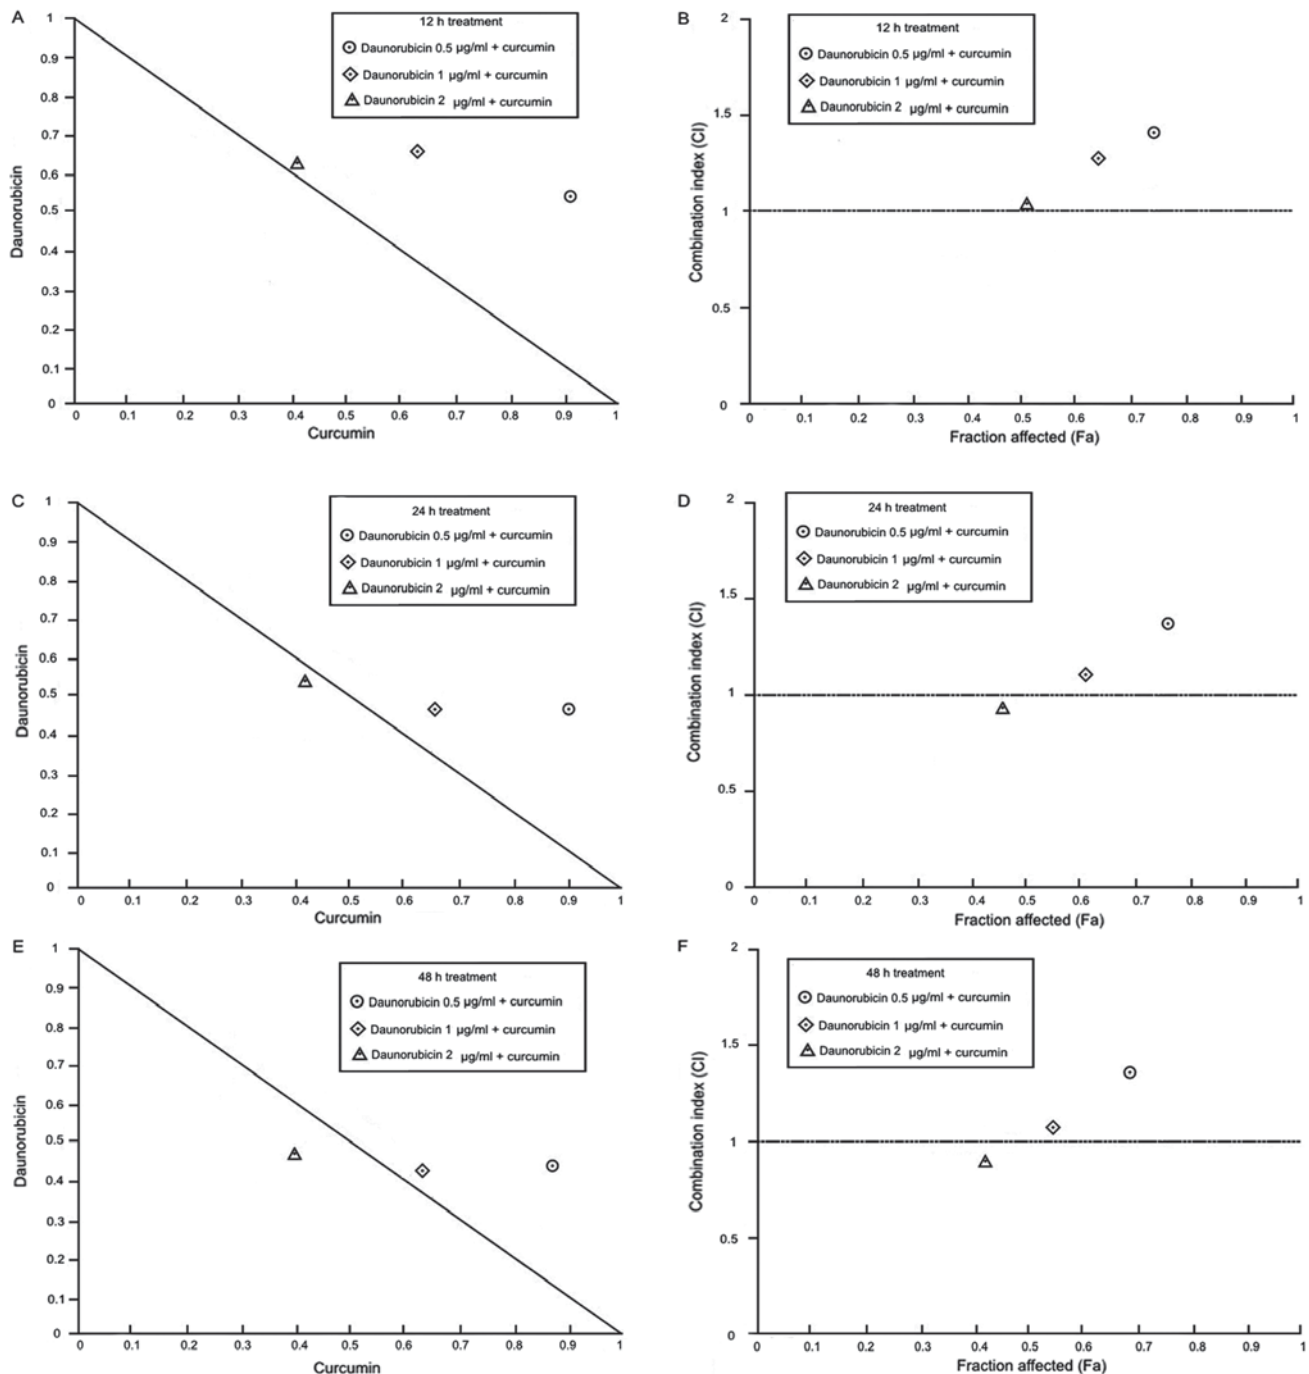 A
12 h treatment
Daunorubicin 0.5 µg/ml + curcumin
Daunorubicin 1 µg/ml + curcumin
Daunorubicin 2 µg/ml + curcumin
1
0.9
0.8
0.7
0.6
0.5
0.4
0.3
0.2
0.1
0
Daunorubicin
0 0.1 0.2 0.3 0.4 0.5 0.6 0.7 0.8 0.9 1
Curcumin
B
12 h treatment
Daunorubicin 0.5 µg/ml + curcumin
Daunorubicin 1 µg/ml + curcumin
Daunorubicin 2 µg/ml + curcumin
2
1.5
1
0.5
0
Combination index (CI)
0 0.1 0.2 0.3 0.4 0.5 0.6 0.7 0.8 0.9 1
Fraction affected (Fa)
C
24 h treatment
Daunorubicin 0.5 µg/ml + curcumin
Daunorubicin 1 µg/ml + curcumin
Daunorubicin 2 µg/ml + curcumin
1
0.9
0.8
0.7
0.6
0.5
0.4
0.3
0.2
0.1
0
Daunorubicin
0 0.1 0.2 0.3 0.4 0.5 0.6 0.7 0.8 0.9 1
Curcumin
D
24 h treatment
Daunorubicin 0.5 µg/ml + curcumin
Daunorubicin 1 µg/ml + curcumin
Daunorubicin 2 µg/ml + curcumin
2
1.5
1
0.5
0
Combination index (CI)
0 0.1 0.2 0.3 0.4 0.5 0.6 0.7 0.8 0.9 1
Fraction affected (Fa)
E
48 h treatment
Daunorubicin 0.5 µg/ml + curcumin
Daunorubicin 1 µg/ml + curcumin
Daunorubicin 2 µg/ml + curcumin
1
0.9
0.8
0.7
0.6
0.5
0.4
0.3
0.2
0.1
0
Daunorubicin
0 0.1 0.2 0.3 0.4 0.5 0.6 0.7 0.8 0.9 1
Curcumin
F
48 h treatment
Daunorubicin 0.5 µg/ml + curcumin
Daunorubicin 1 µg/ml + curcumin
Daunorubicin 2 µg/ml + curcumin
2
1.5
1
0.5
0
Combination index (CI)
0 0.1 0.2 0.3 0.4 0.5 0.6 0.7 0.8 0.9 1
Fraction affected (Fa)